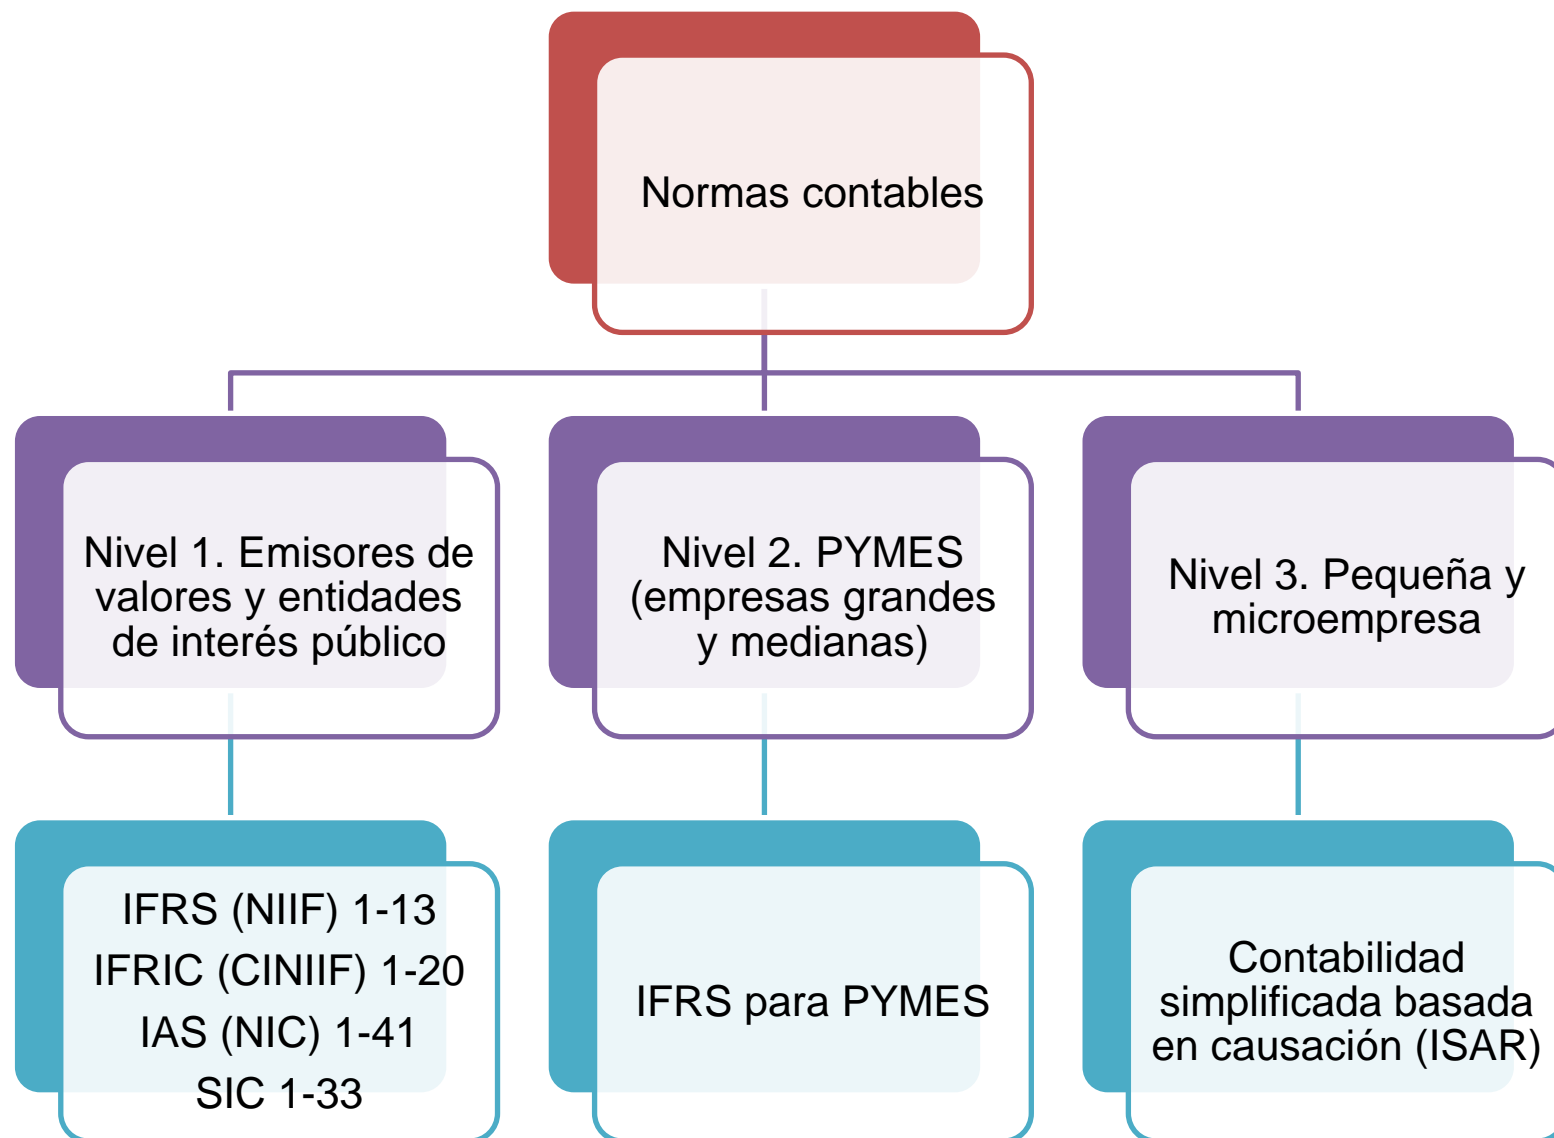 Normas contables
Nivel 1. Emisores de
valores y entidades
de interés público
Nivel 2. PYMES
(empresas grandes
y medianas)
Nivel 3. Pequeña y
microempresa
IFRS (NIIF) 1-13
IFRIC (CINIIF) 1-20
IAS (NIC) 1-41
SIC 1-33
IFRS para PYMES
Contabilidad
simplificada basada
en causación (ISAR)